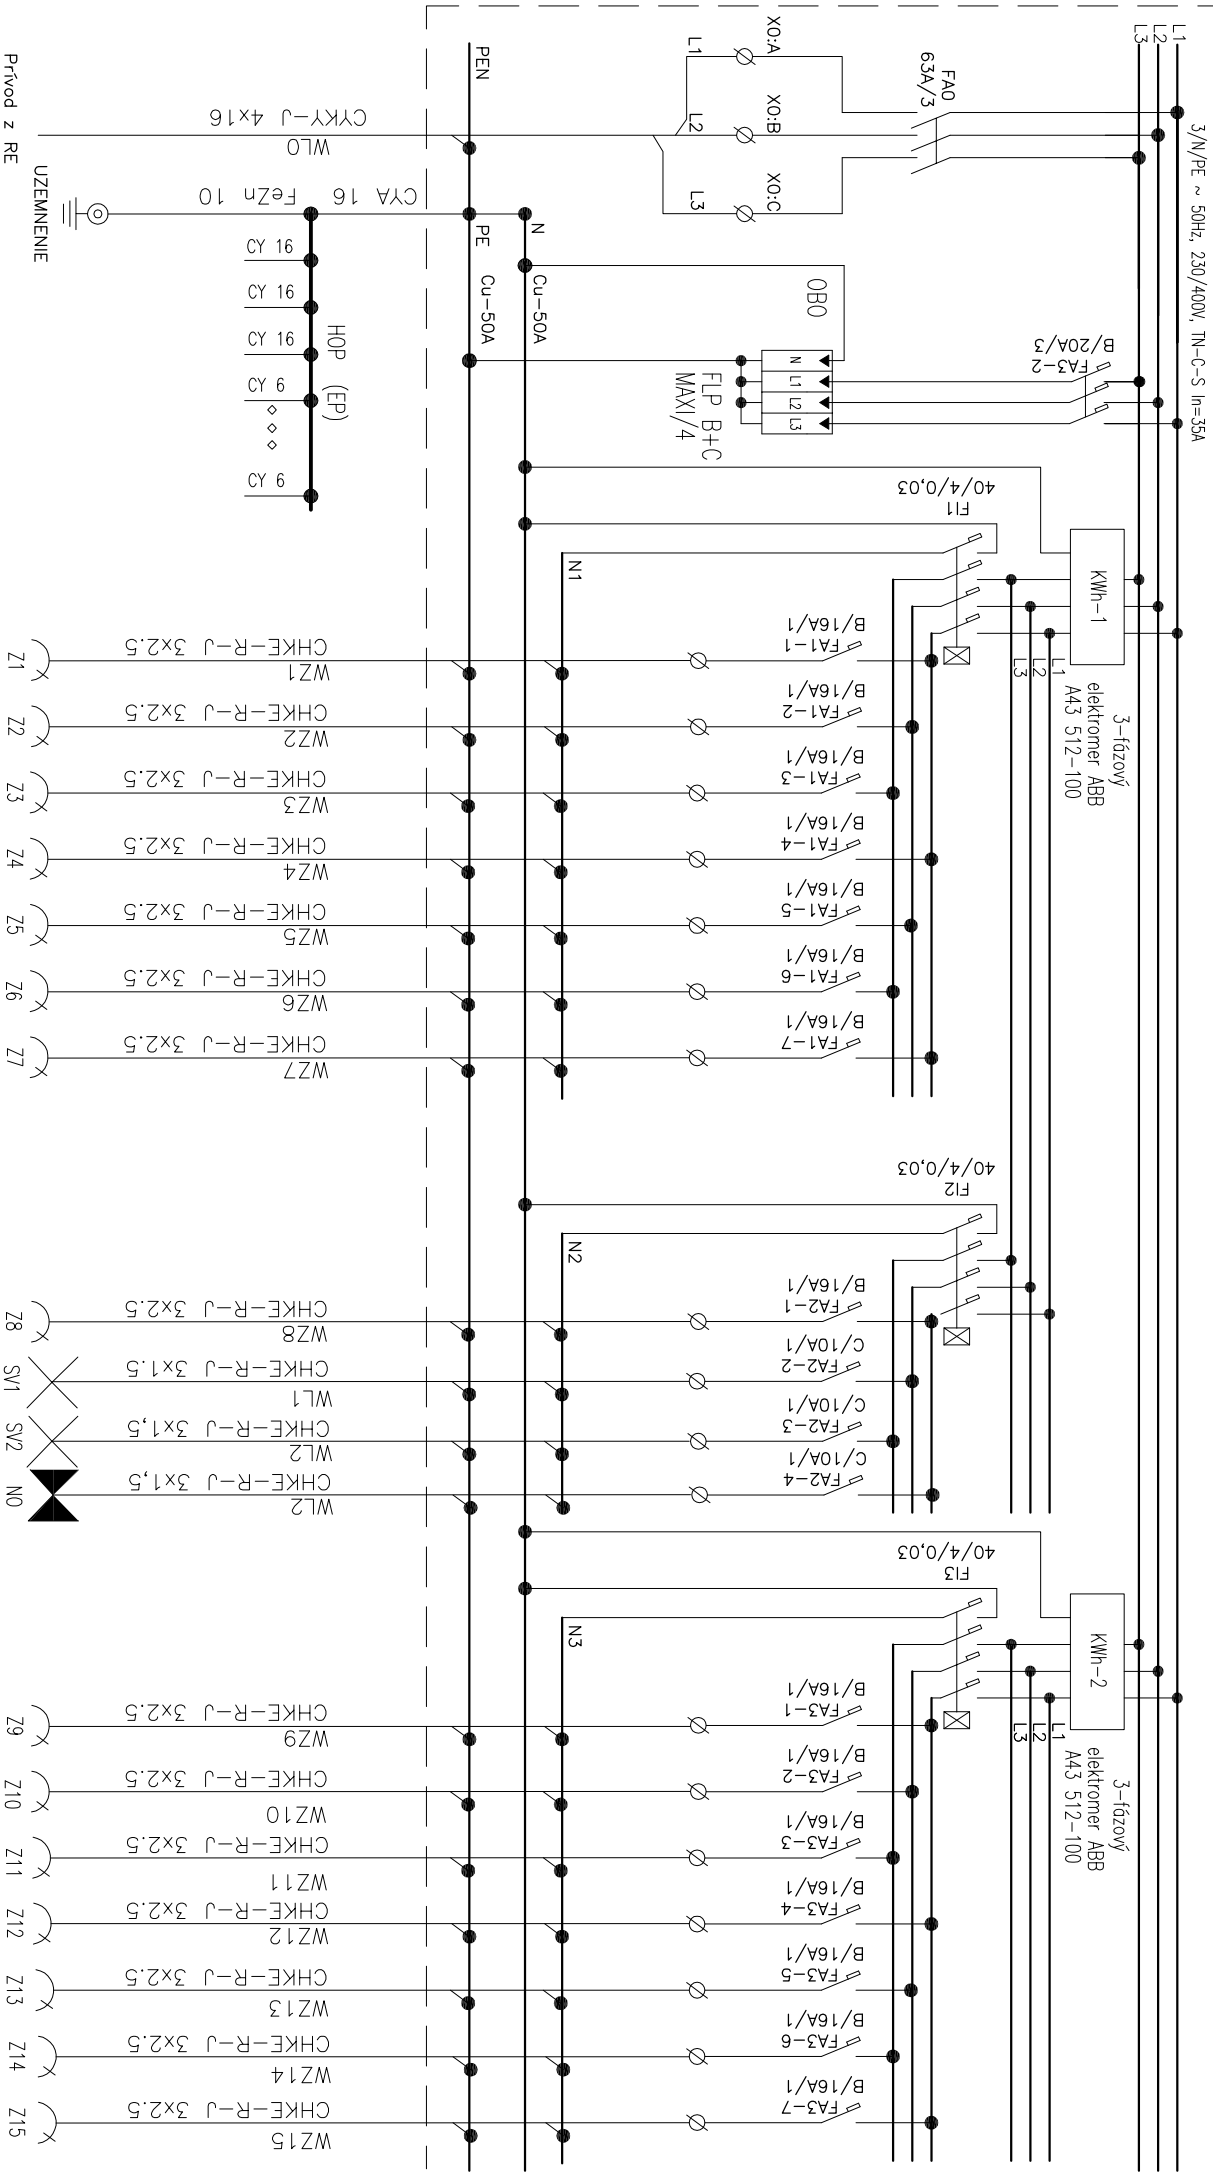 3/N/PE ~ 50Hz, 230/400V, TN-C-S In=35A
L1
L2
L3
FA0
63A/3
X0:A
X0:B
X0:C
L1
L2
L3
PEN
CYKY-J 4x16
WL0
Prívod z RE
UZEMNENIE
FeZn 10
CYA 16
PE
N
Cu-50A
Cu-50A
CY 16
CY 16
CY 16
CY 6
CY 6
HOP (EP)
OBO
N
L1
L2
L3
FLP B+C
MAXI/4
B/20A/3
FA3-2
40/4/0,03
FI1
KWh-1
3-fázový
elektromer ABB
A43 512-100
L1
L2
L3
N1
B/16A/1
FA1-1
CHKE-R-J 3x2.5
WZ1
Z1
B/16A/1
FA1-2
CHKE-R-J 3x2.5
WZ2
Z2
B/16A/1
FA1-3
CHKE-R-J 3x2.5
WZ3
Z3
B/16A/1
FA1-4
CHKE-R-J 3x2.5
WZ4
Z4
B/16A/1
FA1-5
CHKE-R-J 3x2.5
WZ5
Z5
B/16A/1
FA1-6
CHKE-R-J 3x2.5
WZ6
Z6
B/16A/1
FA1-7
CHKE-R-J 3x2.5
WZ7
Z7
40/4/0,03
FI2
N2
B/16A/1
FA2-1
CHKE-R-J 3x2.5
WZ8
Z8
C/10A/1
FA2-2
CHKE-R-J 3x1.5
WL1
SV1
C/10A/1
FA2-3
CHKE-R-J 3x1,5
WL2
SV2
C/10A/1
FA2-4
CHKE-R-J 3x1,5
WL2
NO
40/4/0,03
FI3
KWh-2
3-fázový
elektromer ABB
A43 512-100
L1
L2
L3
N3
B/16A/1
FA3-1
CHKE-R-J 3x2.5
WZ9
Z9
B/16A/1
FA3-2
CHKE-R-J 3x2.5
WZ10
Z10
B/16A/1
FA3-3
CHKE-R-J 3x2.5
WZ11
Z11
B/16A/1
FA3-4
CHKE-R-J 3x2.5
WZ12
Z12
B/16A/1
FA3-5
CHKE-R-J 3x2.5
WZ13
Z13
B/16A/1
FA3-6
CHKE-R-J 3x2.5
WZ14
Z14
B/16A/1
FA3-7
CHKE-R-J 3x2.5
WZ15
Z15